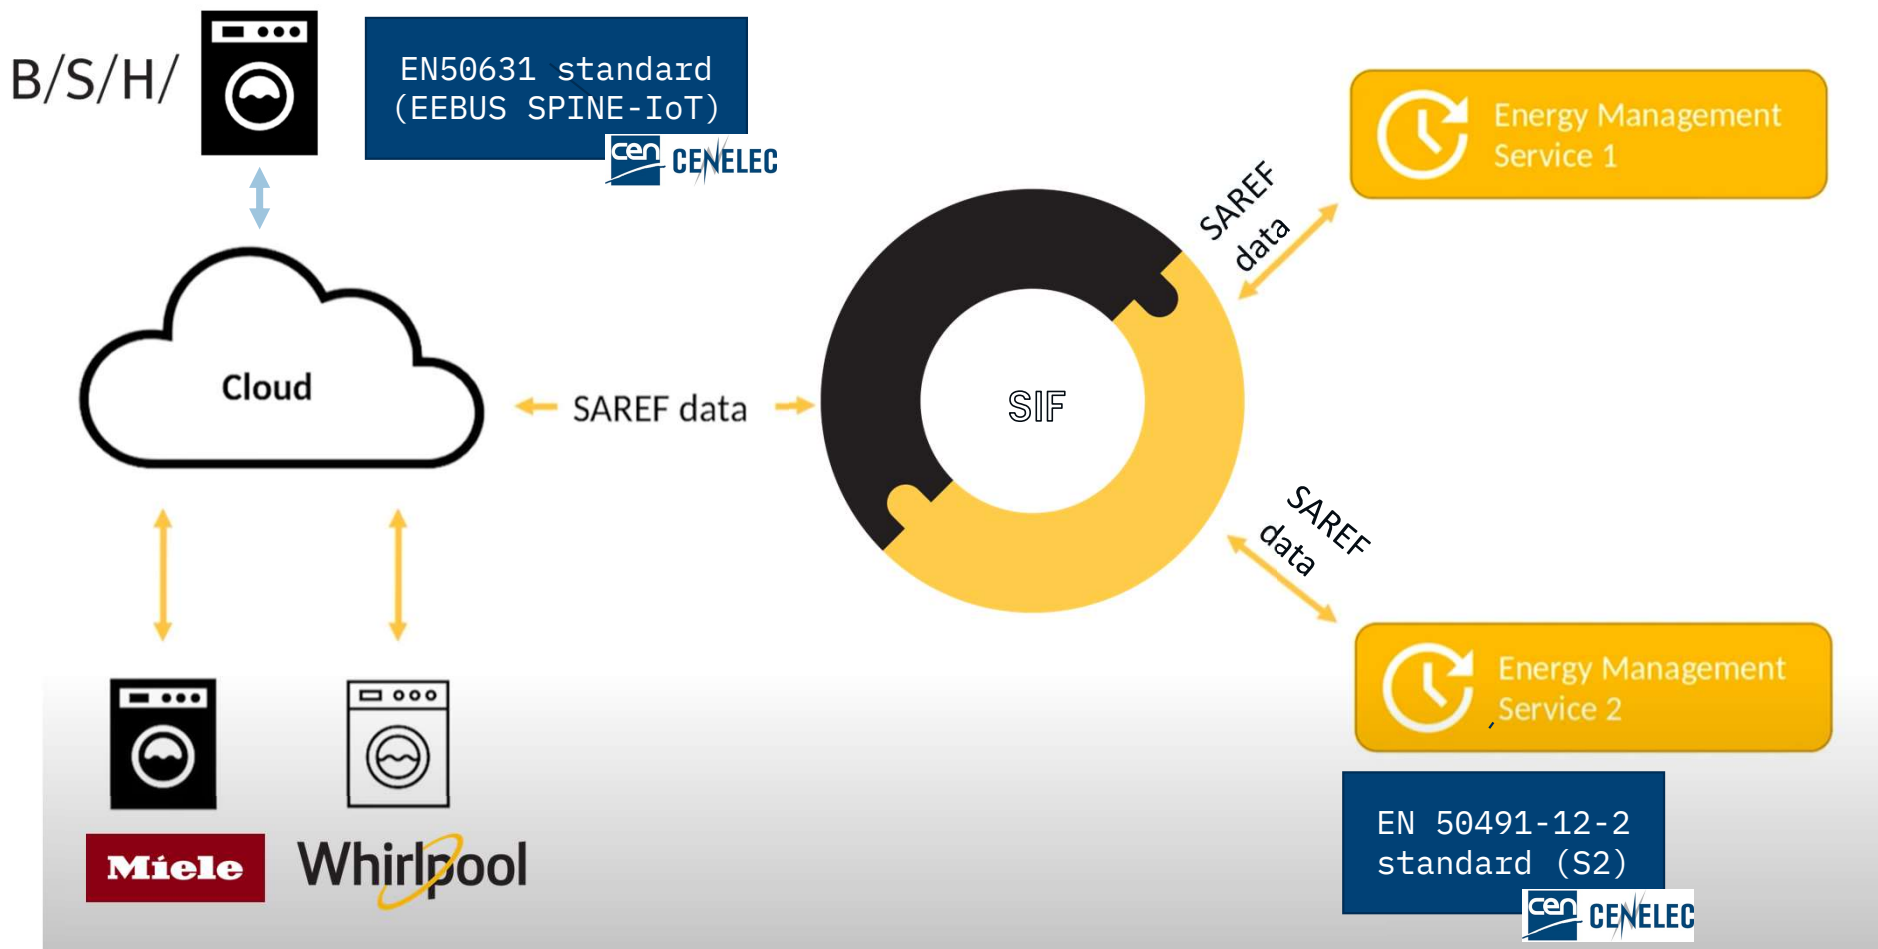 B/S/H/
EN50631 standard
(EEBUS SPINE-IoT)
cen CENELEC
Energy Management
Service 1
SAREF
data
Cloud
SAREF data
SIF
SAREF
data
Energy Management
Service 2
Miele
Whirlpool
EN 50491-12-2
standard (S2)
cen CENELEC